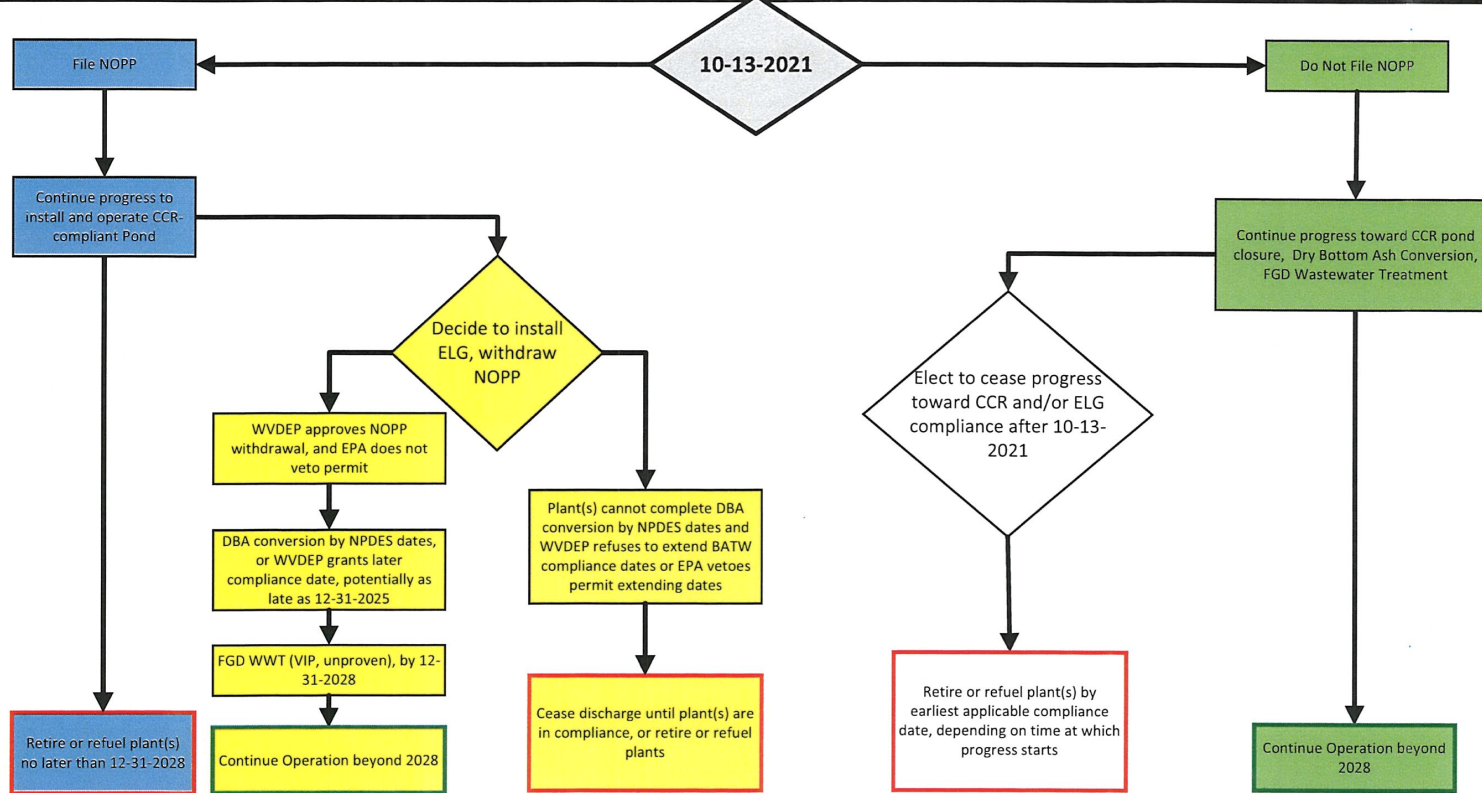 10-13-2021
File NOPP
Do Not File NOPP
Continue progress to
install and operate CCR-
compliant Pond
Continue progress toward CCR pond
closure, Dry Bottom Ash Conversion,
FGD Wastewater Treatment
Decide to install
ELG, withdraw
NOPP
Elect to cease progress
toward CCR and/or ELG
compliance after 10-13-
2021
WVDEP approves NOPP
withdrawal, and EPA does not
veto permit
Plant(s) cannot complete DBA
conversion by NPDES dates and
WVDEP refuses to extend BATW
compliance dates or EPA vetoes
permit extending dates
DBA conversion by NPDES dates,
or WVDEP grants later
compliance date, potentially as
late as 12-31-2025
FGD WWT (VIP, unproven), by 12-
31-2028
Retire or refuel plant(s)
no later than 12-31-2028
Continue Operation beyond 2028
Cease discharge until plant(s) are
in compliance, or retire or refuel
plants
Retire or refuel plant(s) by
earliest applicable compliance
date, depending on time at which
progress starts
Continue Operation beyond
2028